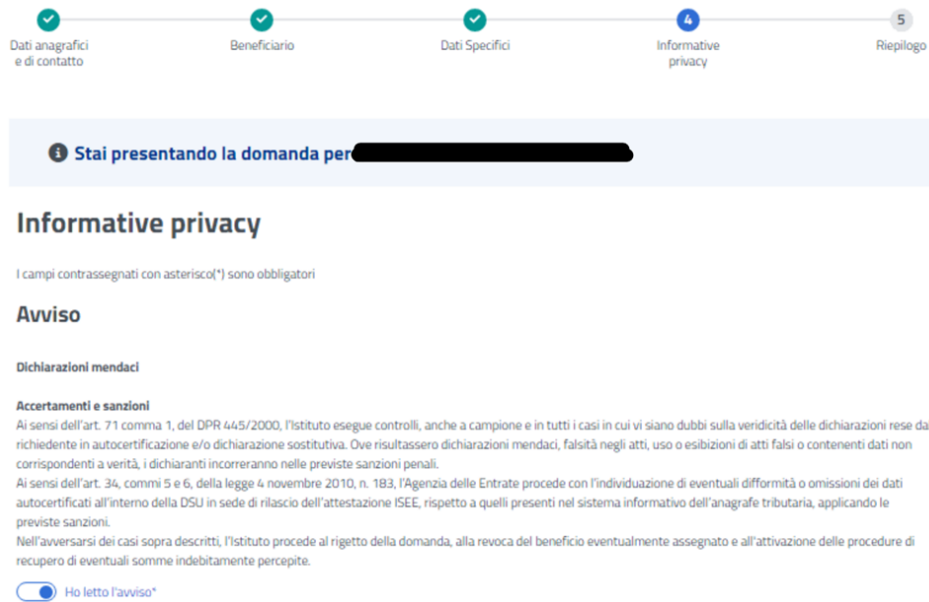 4
5
Dati anagrafici
e di contatto
Beneficiario
Dati Specifici
Informative
privacy
Riepilogo
Stai presentando la domanda per
Informative privacy
I campi contrassegnati con asterisco(*) sono obbligatori
Avviso
Dichiarazioni mendaci
Accertamenti e sanzioni
Ai sensi dell'art. 71 comma 1, del DPR 445/2000, l'Istituto esegue controlli, anche a campione e in tutti i casi in cui vi siano dubbi sulla veridicità delle dichiarazioni rese dal
richiedente in autocertificazione e/o dichiarazione sostitutiva. Ove risultassero dichiarazioni mendaci, falsità negli atti, uso o esibizioni di atti falsi o contenenti dati non
corrispondenti a verità, i dichiaranti incorreranno nelle previste sanzioni penali.
Ai sensi dell'art. 34, commi 5 e 6, della legge 4 novembre 2010, n. 183, l'Agenzia delle Entrate procede con l'individuazione di eventuali difformità o omissioni dei dati
autocertificati all'interno della DSU in sede di rilascio dell'attestazione ISEE, rispetto a quelli presenti nel sistema informativo dell'anagrafe tributaria, applicando le
previste sanzioni.
Nell'avversarsi dei casi sopra descritti, l'Istituto procede al rigetto della domanda, alla revoca del beneficio eventualmente assegnato e all'attivazione delle procedure di
recupero di eventuali somme indebitamente percepite.
Ho letto l'avviso*